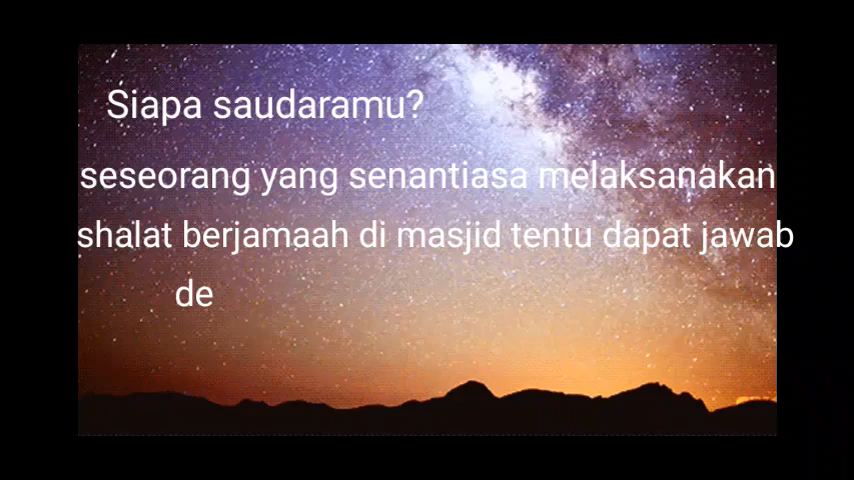 Siapa saudaramu?
seseorang yang senantiasa melaksanakan
shalat berjamaah di masjid tentu dapat jawab
de